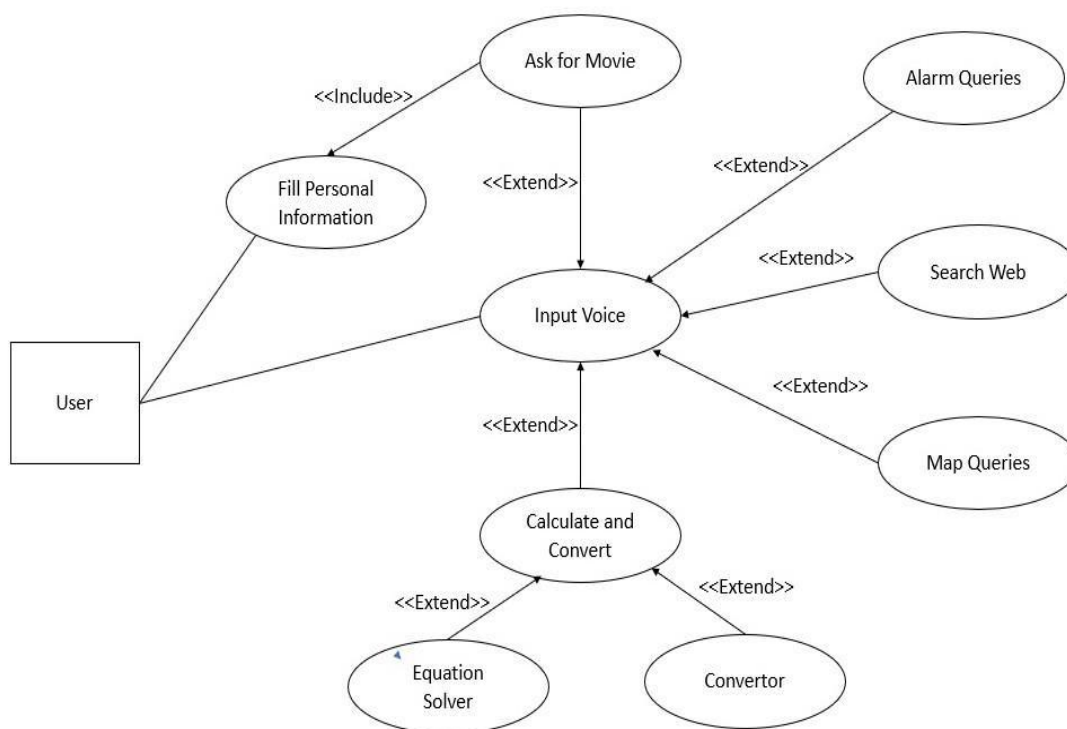 Ask for Movie
Alarm Queries
<<Include>>
<<Extend>>
<<Extend>>
Fill Personal
Information
<<Extend>>
Search Web
Input Voice
User
<<Extend>>
<<Extend>>
Map Queries
Calculate and
Convert
<<Extend>>
<<Extend>>
Equation
Solver
Convertor